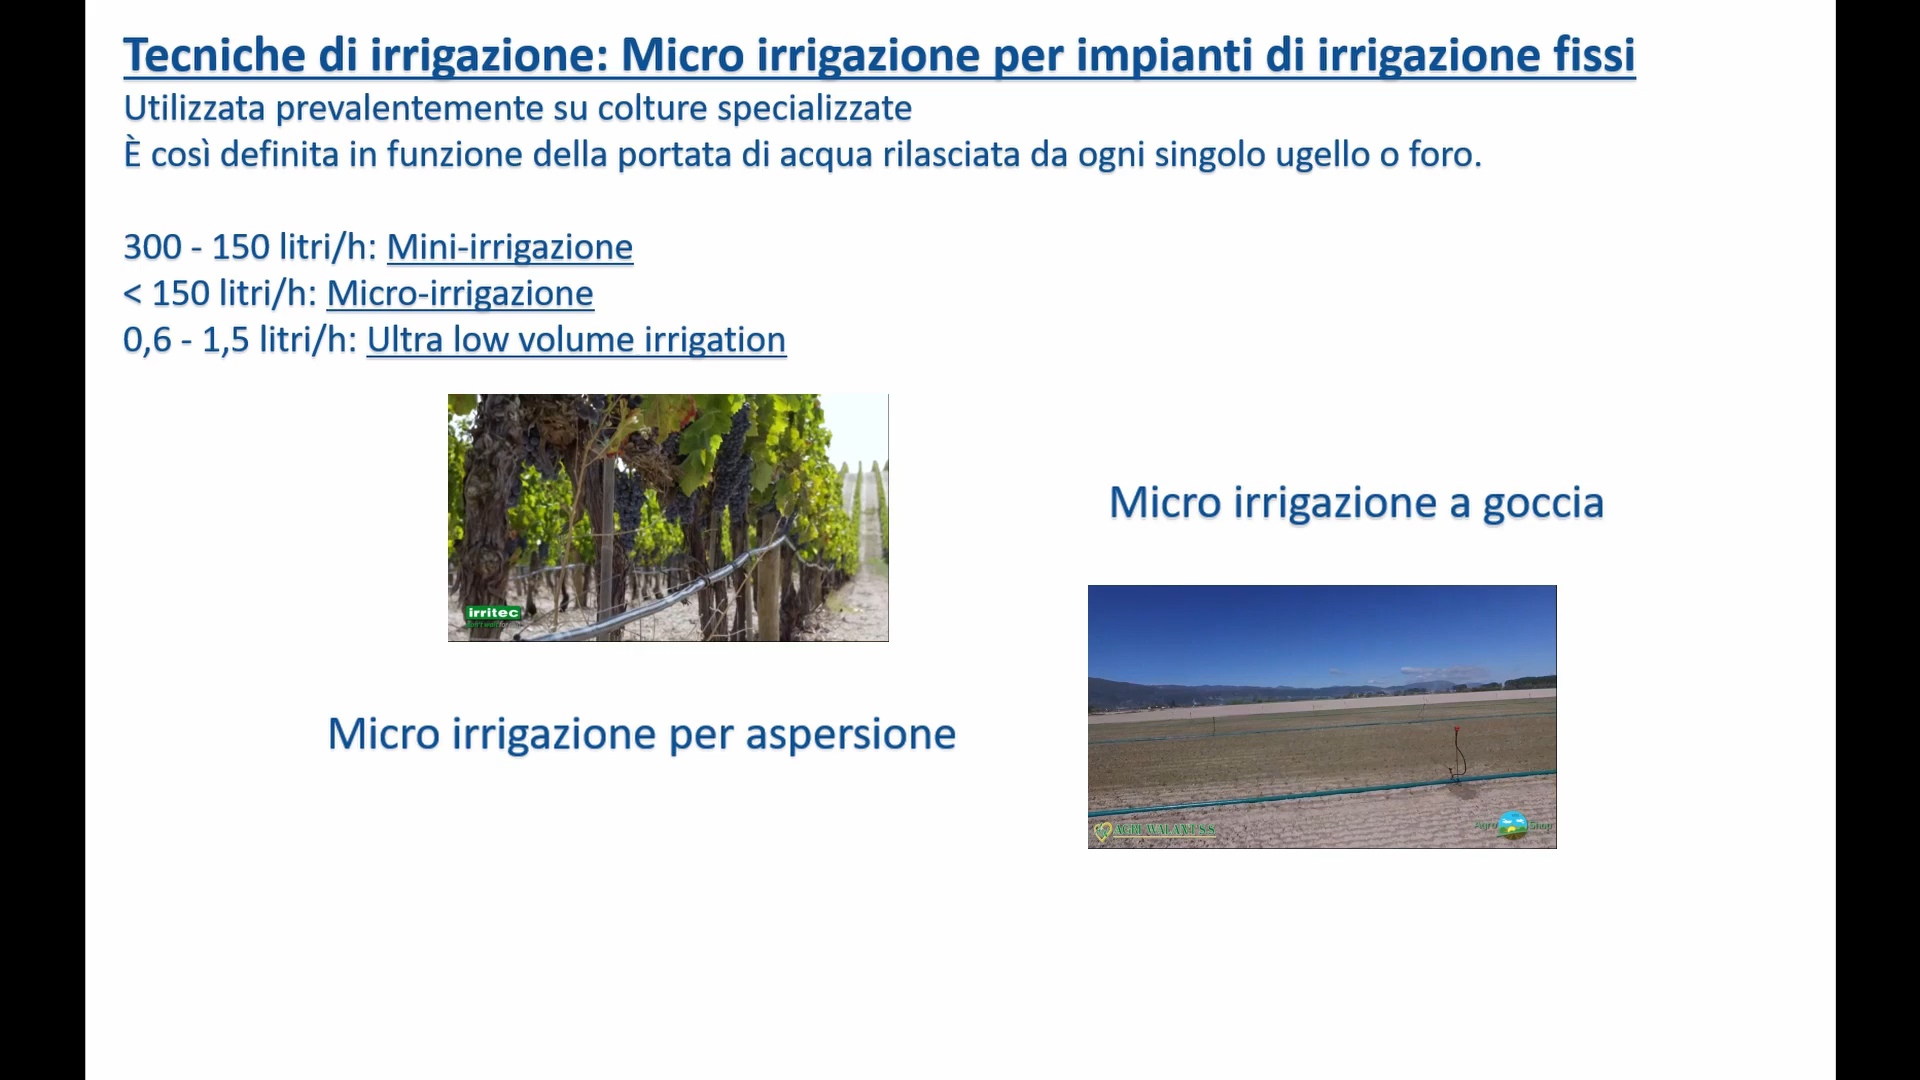 Tecniche di irrigazione: Micro irrigazione per impianti di irrigazione fissi
Utilizzata prevalentemente su colture specializzate
È così definita in funzione della portata di acqua rilasciata da ogni singolo ugello o foro.
300 - 150 litri/h: Mini-irrigazione
< 150 litri/h: Micro-irrigazione
0,6 - 1,5 litri/h: Ultra low volume irrigation
irritec
Micro irrigazione a goccia
Micro irrigazione per aspersione
Agro Shop